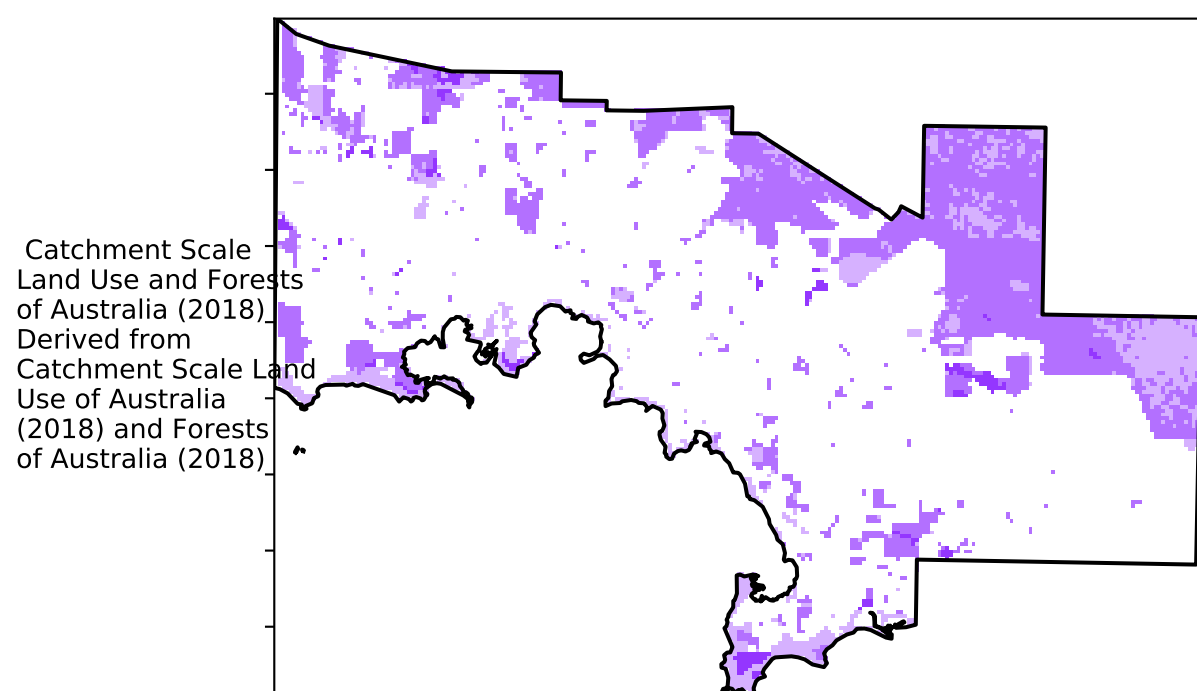 Catchment Scale
Land Use and Forests
of Australia (2018)
Derived from
Catchment Scale Land
Use of Australia
(2018) and Forests
of Australia (2018)